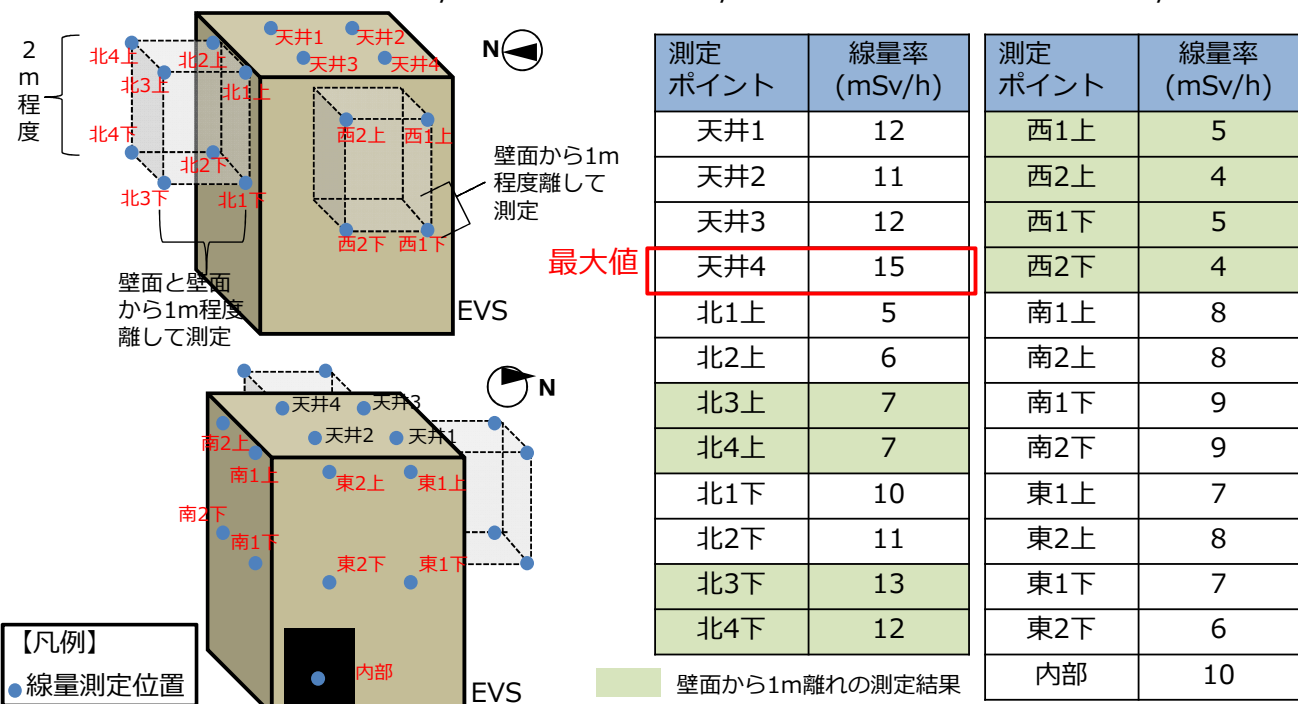 2
m
程
度
北4上
北2上
北3上
北1上
北4下
北2下
北3下
北1下
天井1
天井2
天井3
天井4
N
西2上
西1上
西2下
西1下
壁面から1m
程度離して
測定
壁面と壁面
から1m程度
離して測定
EVS
N
天井4
天井3
天井2
天井1
南2上
南1上
東2上
東1上
南2下
南1下
東2下
東1下
内部
EVS
【凡例】
線量測定位置
最大値
測定
ポイント
線量率
(mSv/h)
天井1 12
天井2 11
天井3 12
天井4 15
北1上 5
北2上 6
北3上 7
北4上 7
北1下 10
北2下 11
北3下 13
北4下 12
壁面から1m離れの測定結果
測定
ポイント
線量率
(mSv/h)
西1上 5
西2上 4
西1下 5
西2下 4
南1上 8
南2上 8
南1下 9
南2下 9
東1上 7
東2上 8
東1下 7
東2下 6
内部 10